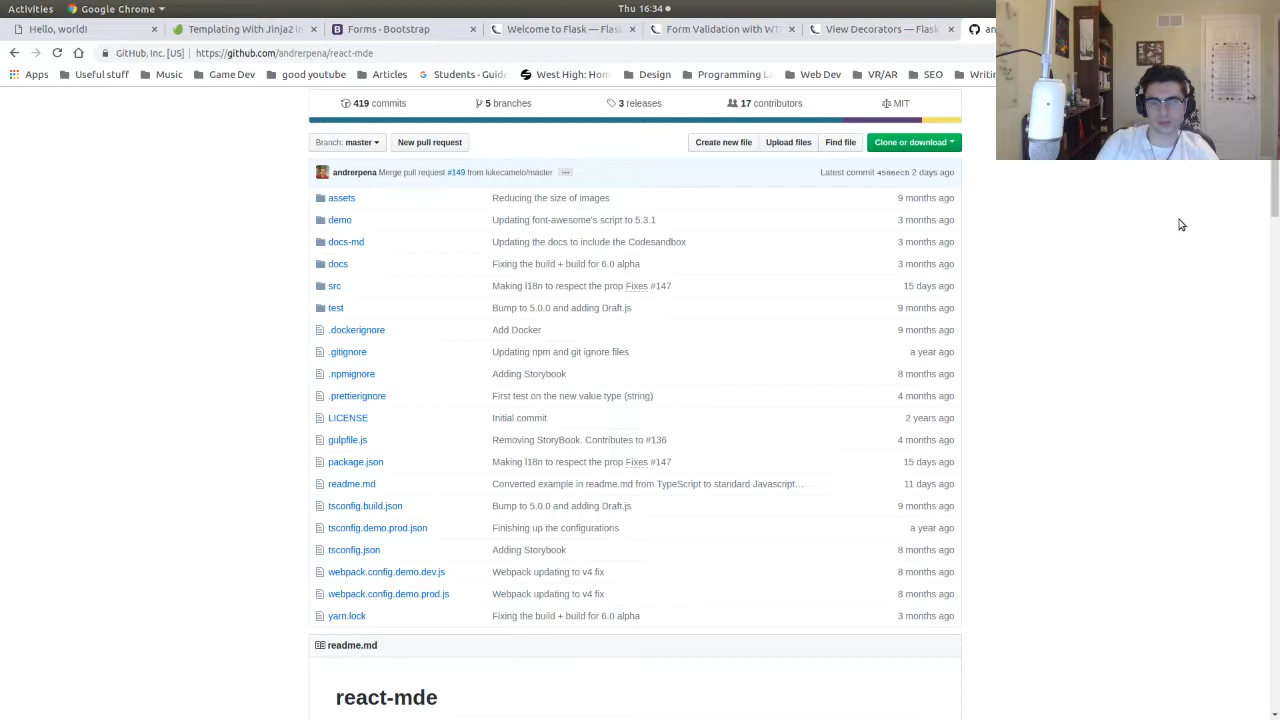 Activities Google Chrome Thu 16:34
Hello, world! Templating With Jinja2 Forms · Bootstrap Welcome to Flask — Flask Form Validation with WT View Decorators — Flask an
GitHub, Inc. [US] https://github.com/andrerpena/react-mde
Apps Useful stuff Music Game Dev good youtube Articles Students - Guide West High: Home Design Programming La Web Dev VR/AR SEO Writin
419 commits 5 branches 3 releases 17 contributors MIT
Branch: master New pull request Create new file Upload files Find file Clone or download
andrerpena Merge pull request #149 from lukecamelo/master ... Latest commit 4586ecb 2 days ago
assets Reducing the size of images 9 months ago
demo Updating font-awesome's script to 5.3.1 3 months ago
docs-md Updating the docs to include the Codesandbox 3 months ago
docs Fixing the build + build for 6.0 alpha 3 months ago
src Making l18n to respect the prop Fixes #147 15 days ago
test Bump to 5.0.0 and adding Draft.js 9 months ago
.dockerignore Add Docker 9 months ago
.gitignore Updating npm and git ignore files a year ago
.npmignore Adding Storybook 8 months ago
.prettierignore First test on the new value type (string) 4 months ago
LICENSE Initial commit 2 years ago
gulpfile.js Removing StoryBook. Contributes to #136 4 months ago
package.json Making l18n to respect the prop Fixes #147 15 days ago
readme.md Converted example in readme.md from TypeScript to standard Javascript… 11 days ago
tsconfig.build.json Bump to 5.0.0 and adding Draft.js 9 months ago
tsconfig.demo.prod.json Finishing up the configurations a year ago
tsconfig.json Adding Storybook 8 months ago
webpack.config.demo.dev.js Webpack updating to v4 fix 8 months ago
webpack.config.demo.prod.js Webpack updating to v4 fix 8 months ago
yarn.lock Fixing the build + build for 6.0 alpha 3 months ago
readme.md
react-mde